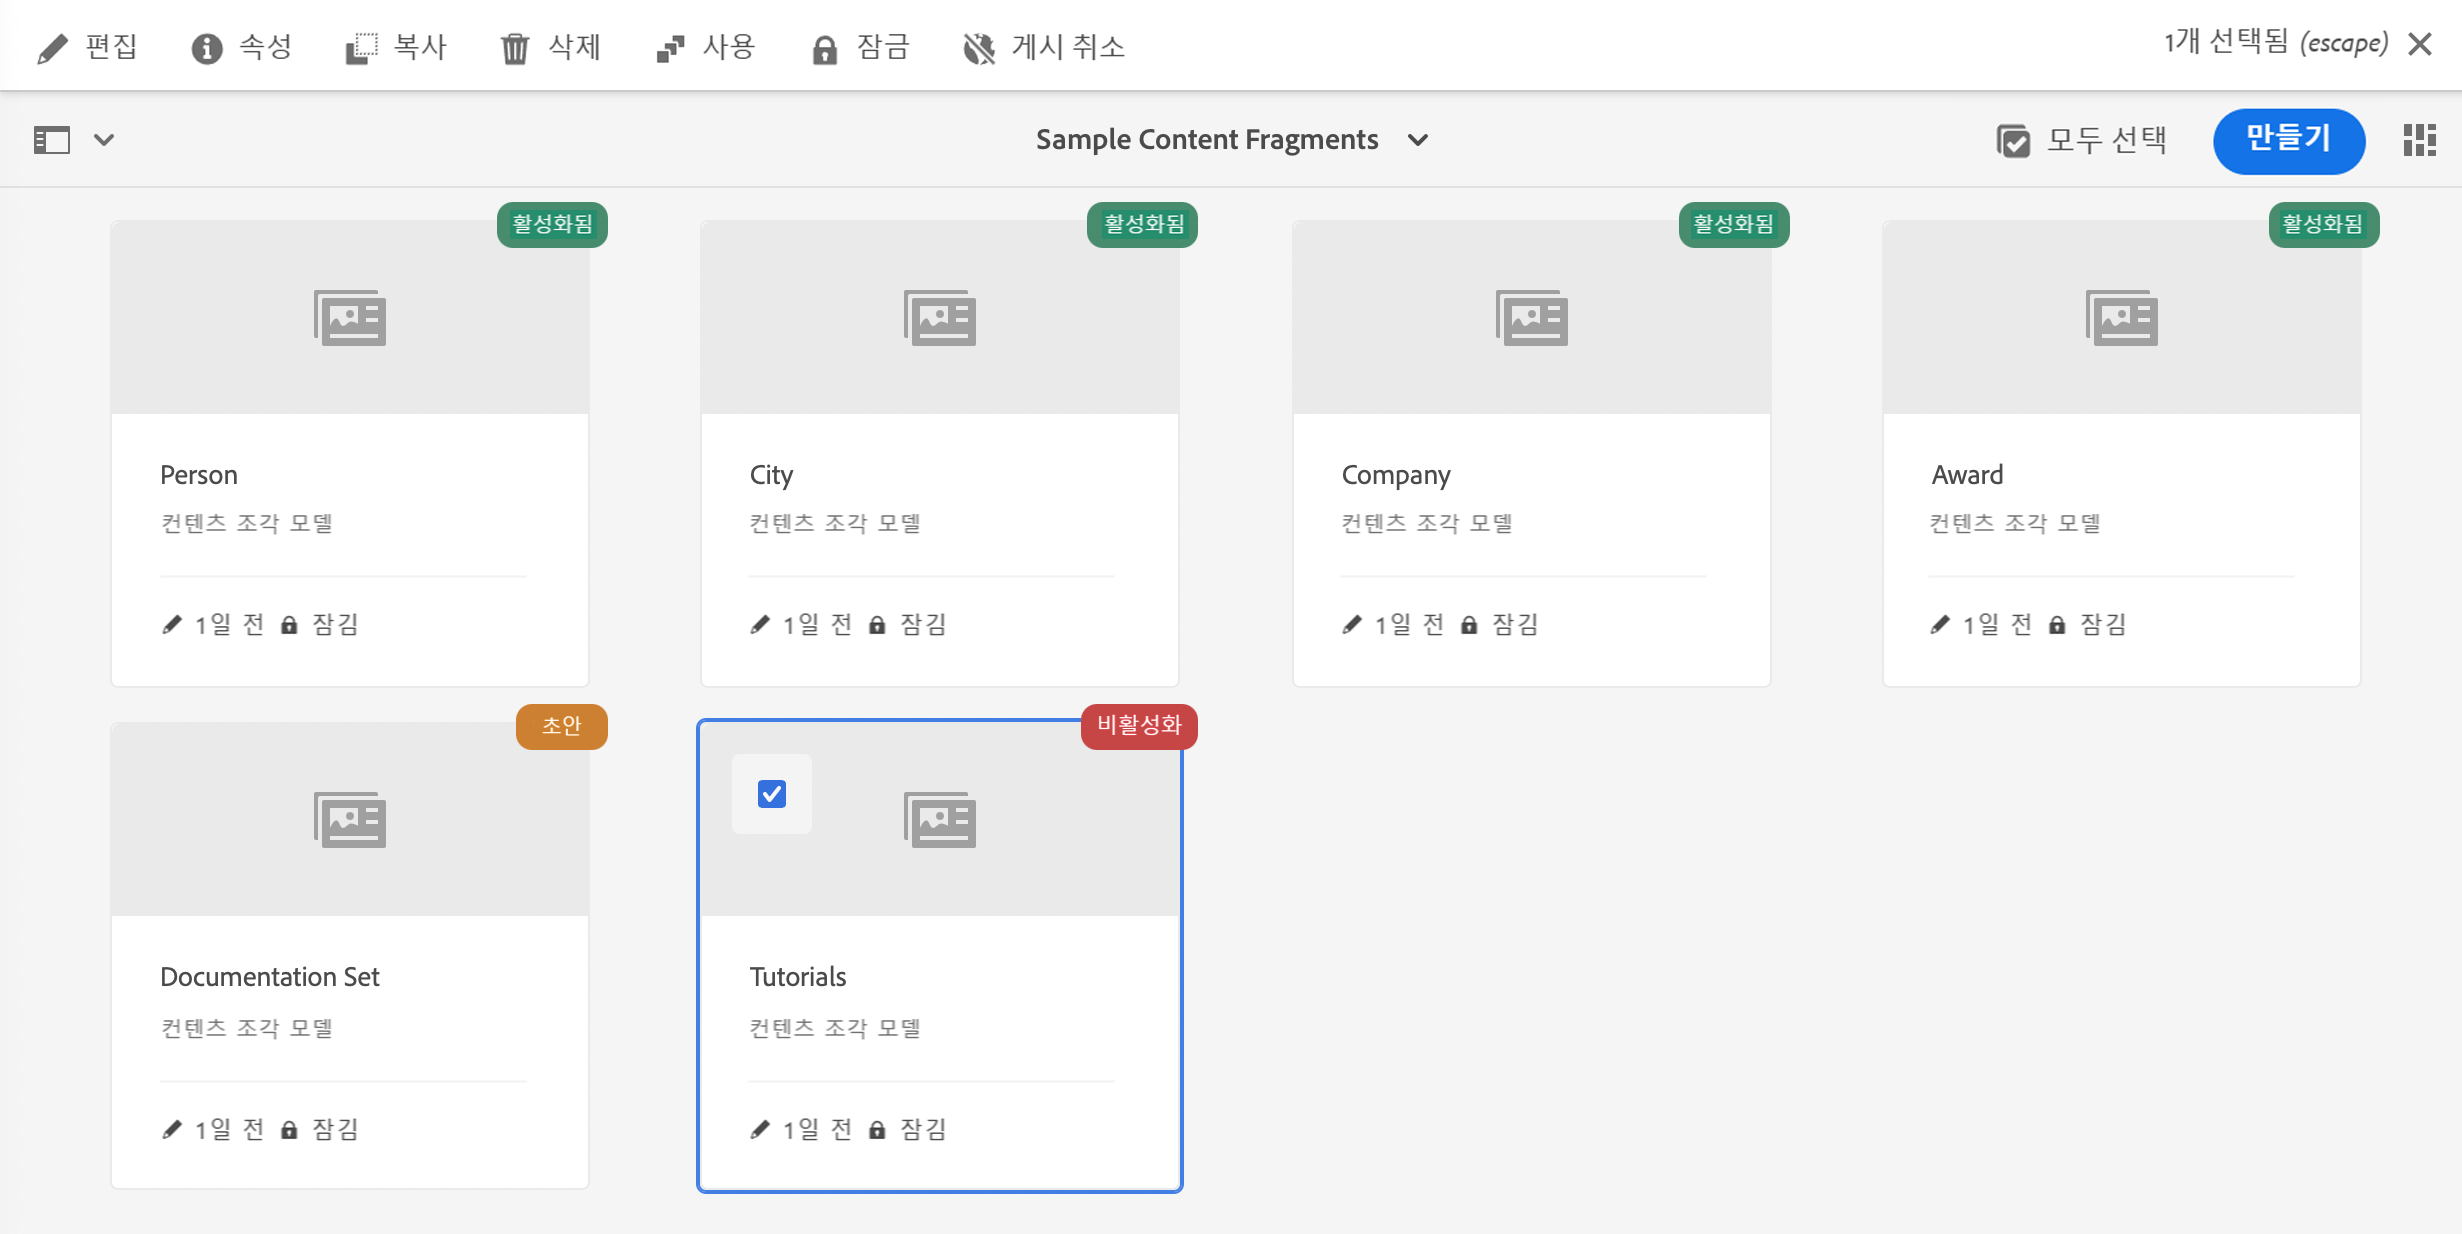 편집 속성 복사 삭제 사용 잠금 게시 취소 1개 선택됨 (escape)
Sample Content Fragments 모두 선택 만들기
활성화됨 활성화됨 활성화됨 활성화됨
Person City Company Award
컨텐츠 조각 모델 컨텐츠 조각 모델 컨텐츠 조각 모델 컨텐츠 조각 모델
1일 전 잠김 1일 전 잠김 1일 전 잠김 1일 전 잠김
초안 비활성화
Documentation Set Tutorials
컨텐츠 조각 모델 컨텐츠 조각 모델
1일 전 잠김 1일 전 잠김